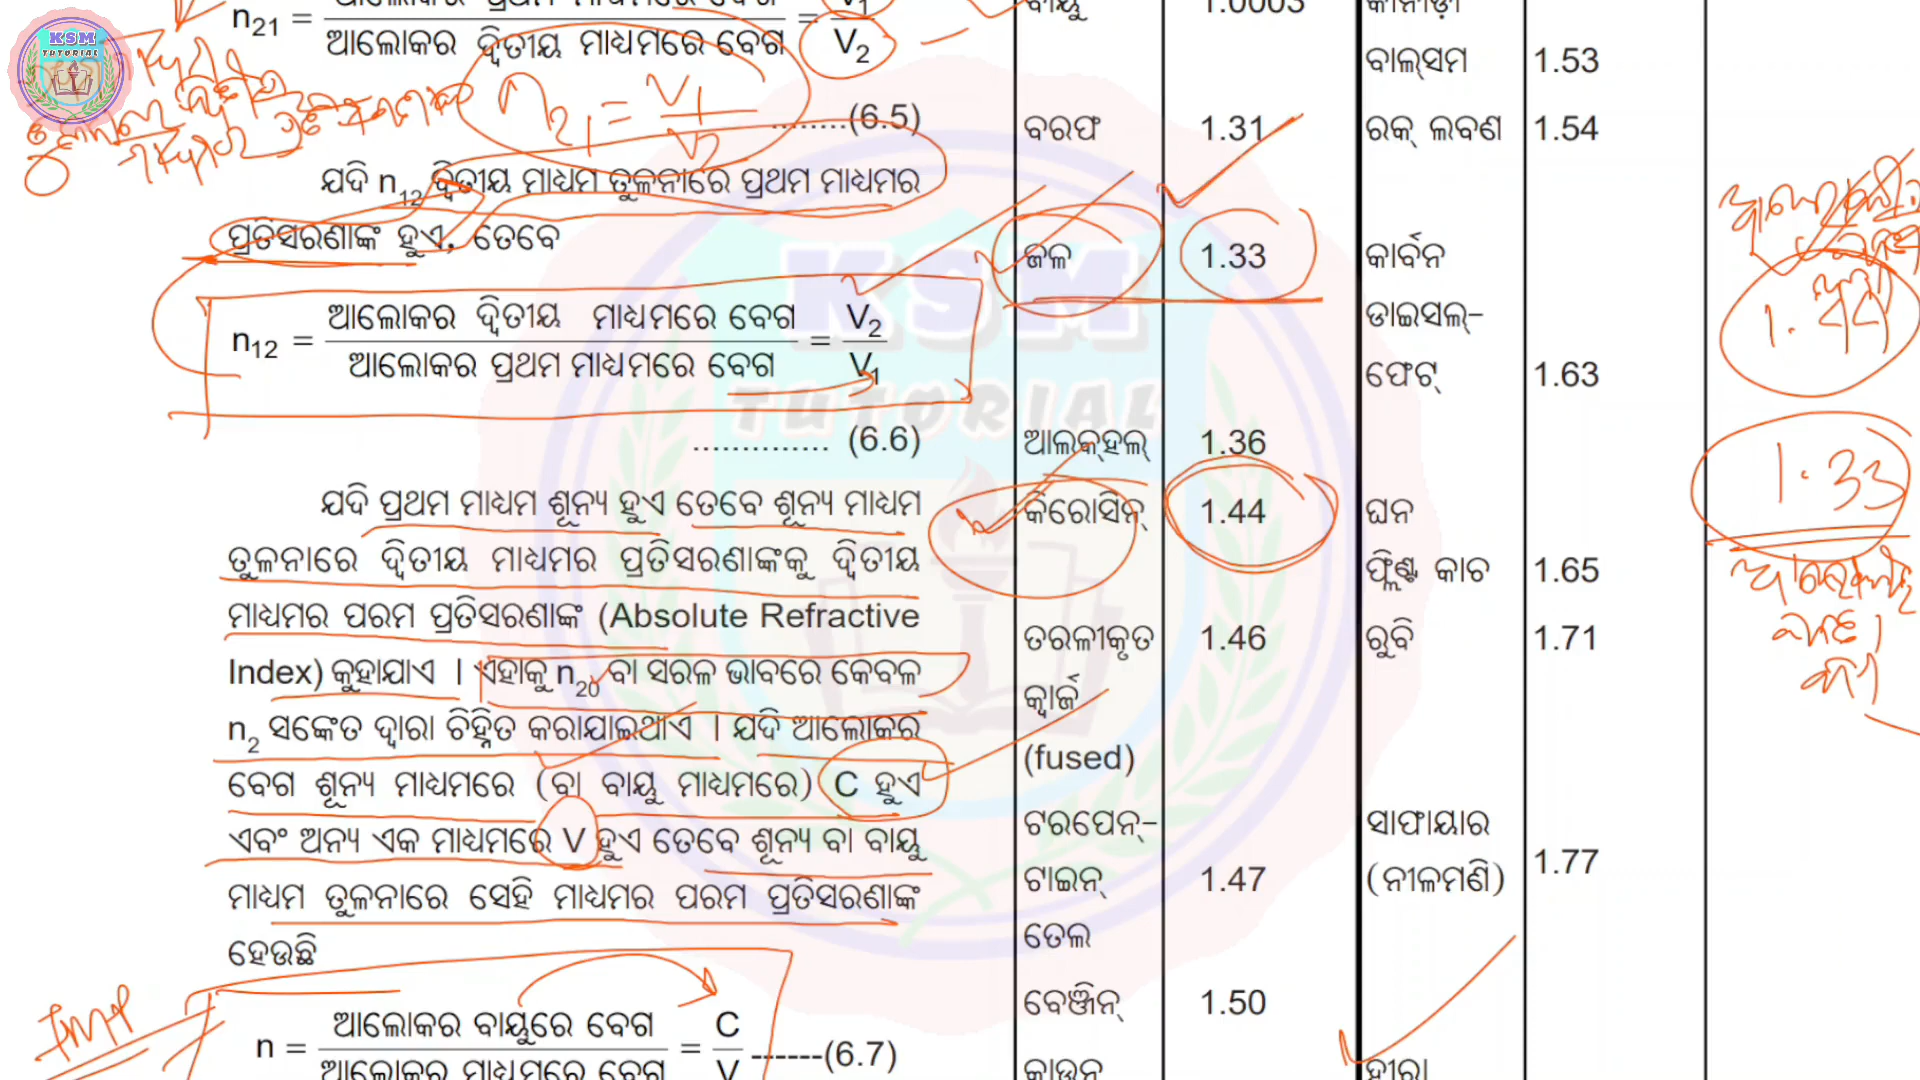 KSM
TUTORIAL
n21 = ଆଲୋକର ପ୍ରଥମ ମାଧ୍ୟମରେ ବେଗ / ଆଲୋକର ଦ୍ୱିତୀୟ ମାଧ୍ୟମରେ ବେଗ = V1 / V2
n21 = V1 / V2
........(6.5)
ଯଦି n12 ଦ୍ୱିତୀୟ ମାଧ୍ୟମ ତୁଳନାରେ ପ୍ରଥମ ମାଧ୍ୟମର
ପ୍ରତିସରଣାଙ୍କ ହୁଏ, ତେବେ
n12 = ଆଲୋକର ଦ୍ୱିତୀୟ ମାଧ୍ୟମରେ ବେଗ / ଆଲୋକର ପ୍ରଥମ ମାଧ୍ୟମରେ ବେଗ = V2 / V1
.............. (6.6)
ଯଦି ପ୍ରଥମ ମାଧ୍ୟମ ଶୂନ୍ୟ ହୁଏ ତେବେ ଶୂନ୍ୟ ମାଧ୍ୟମ
ତୁଳନାରେ ଦ୍ୱିତୀୟ ମାଧ୍ୟମର ପ୍ରତିସରଣାଙ୍କକୁ ଦ୍ୱିତୀୟ
ମାଧ୍ୟମର ପରମ ପ୍ରତିସରଣାଙ୍କ (Absolute Refractive
Index) କୁହାଯାଏ । ଏହାକୁ n20 ବା ସରଳ ଭାବରେ କେବଳ
n2 ସଙ୍କେତ ଦ୍ୱାରା ଚିହ୍ନିତ କରାଯାଇଥାଏ । ଯଦି ଆଲୋକର
ବେଗ ଶୂନ୍ୟ ମାଧ୍ୟମରେ (ବା ବାୟୁ ମାଧ୍ୟମରେ) C ହୁଏ
ଏବଂ ଅନ୍ୟ ଏକ ମାଧ୍ୟମରେ V ହୁଏ ତେବେ ଶୂନ୍ୟ ବା ବାୟୁ
ମାଧ୍ୟମ ତୁଳନାରେ ସେହି ମାଧ୍ୟମର ପରମ ପ୍ରତିସରଣାଙ୍କ
ହେଉଛି
IMP
n = ଆଲୋକର ବାୟୁରେ ବେଗ / ଆଲୋକର ମାଧ୍ୟମରେ ବେଗ = C / V ------(6.7)
ବାୟୁ 1.0003 କାନାଡ଼ା
ବାଲ୍‌ସମ 1.53
ବରଫ 1.31 ରକ୍ ଲବଣ 1.54
ଜଳ 1.33 କାର୍ବନ
ଡାଇସଲ୍-
ଫେଟ୍ 1.63
ଆଲକ୍‌ହଲ୍ 1.36
କିରୋସିନ୍ 1.44 ଘନ
ଫ୍ଲିଣ୍ଟ କାଚ 1.65
ତରଳୀକୃତ 1.46 ରୁବି 1.71
କ୍ୱାର୍ଜ
(fused)
ଟରପେନ୍- ସାଫାୟାର
ଟାଇନ୍ 1.47 (ନୀଳମଣି) 1.77
ତେଲ
ବେଞ୍ଜିନ୍ 1.50
କାଉନ ହୀରା
1.44
1.33